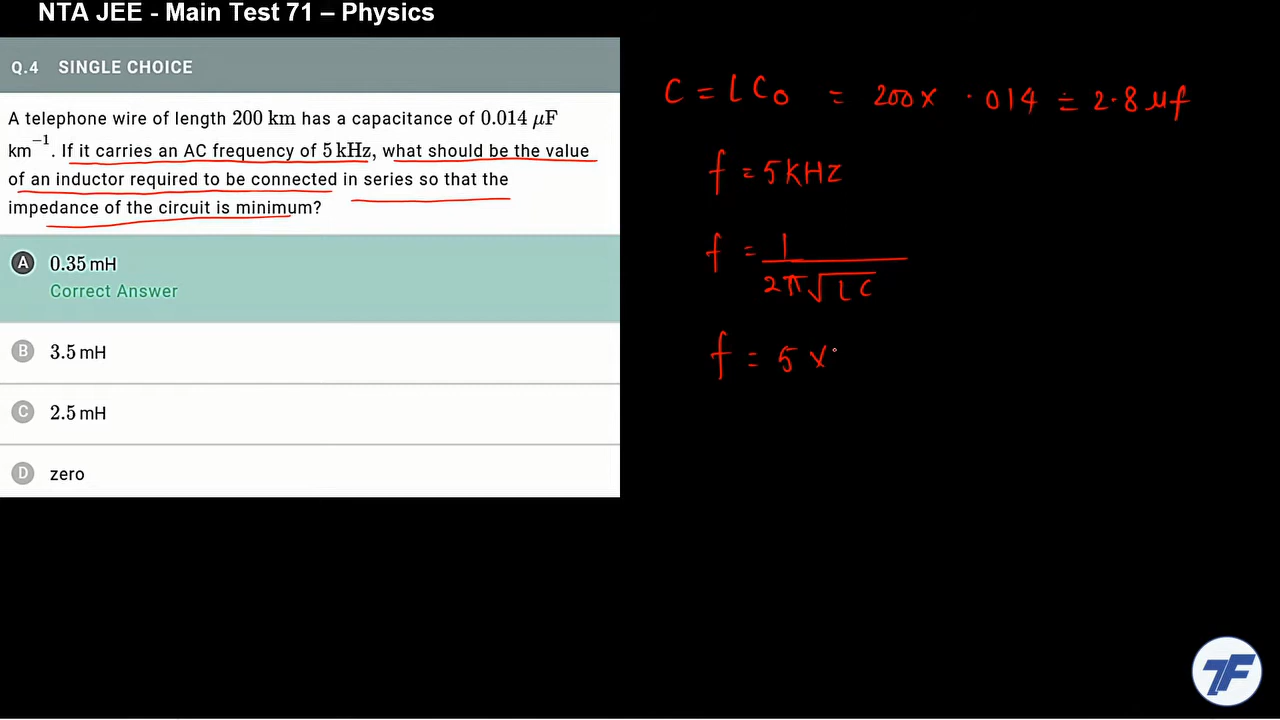 NTA JEE - Main Test 71 – Physics
Q.4 SINGLE CHOICE
A telephone wire of length 200 km has a capacitance of 0.014 μF
km⁻¹. If it carries an AC frequency of 5 kHz, what should be the value
of an inductor required to be connected in series so that the
impedance of the circuit is minimum?
A 0.35 mH
Correct Answer
B 3.5 mH
C 2.5 mH
D zero
C = LC₀ = 200x .014 = 2.8 μf
f = 5KHZ
f = 1
2π√LC
f = 5 x
TF